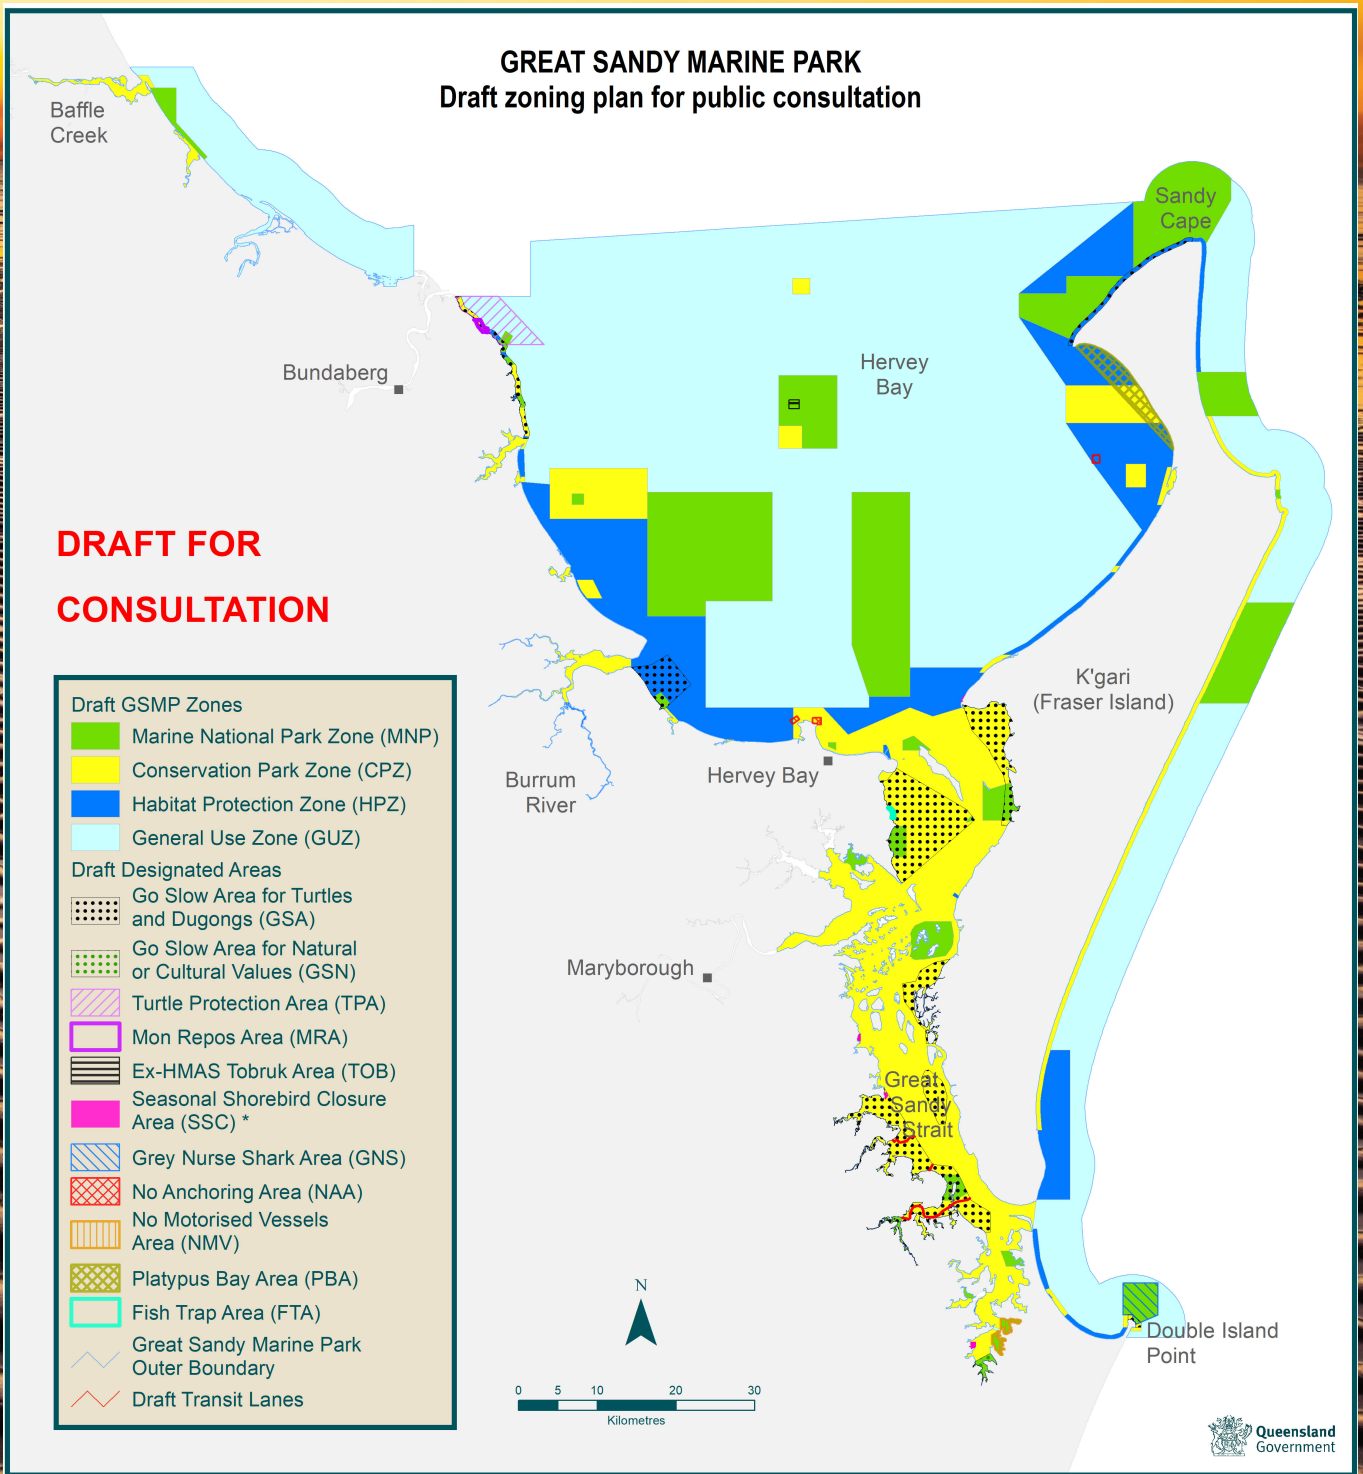 GREAT SANDY MARINE PARK
Draft zoning plan for public consultation
Baffle
Creek
Sandy
Cape
Bundaberg
Hervey
Bay
DRAFT FOR
CONSULTATION
K'gari
(Fraser Island)
Burrum
River
Hervey Bay
Maryborough
Great
Sandy
Strait
Double Island
Point
Draft GSMP Zones
Marine National Park Zone (MNP)
Conservation Park Zone (CPZ)
Habitat Protection Zone (HPZ)
General Use Zone (GUZ)
Draft Designated Areas
Go Slow Area for Turtles
and Dugongs (GSA)
Go Slow Area for Natural
or Cultural Values (GSN)
Turtle Protection Area (TPA)
Mon Repos Area (MRA)
Ex-HMAS Tobruk Area (TOB)
Seasonal Shorebird Closure
Area (SSC) *
Grey Nurse Shark Area (GNS)
No Anchoring Area (NAA)
No Motorised Vessels
Area (NMV)
Platypus Bay Area (PBA)
Fish Trap Area (FTA)
Great Sandy Marine Park
Outer Boundary
Draft Transit Lanes
N
0 5 10 20 30
Kilometres
Queensland
Government